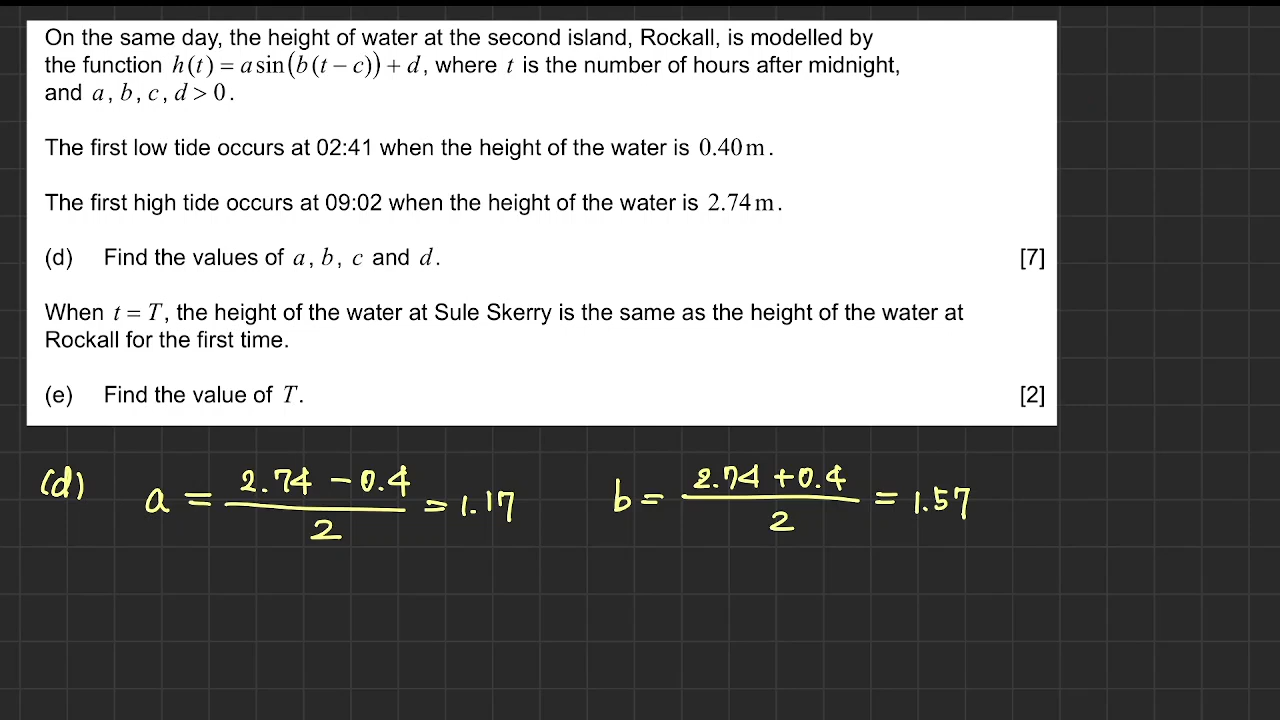 On the same day, the height of water at the second island, Rockall, is modelled by
the function h(t) = a sin(b(t − c)) + d, where t is the number of hours after midnight,
and a, b, c, d > 0.
The first low tide occurs at 02:41 when the height of the water is 0.40 m.
The first high tide occurs at 09:02 when the height of the water is 2.74 m.
(d) Find the values of a, b, c and d. [7]
When t = T, the height of the water at Sule Skerry is the same as the height of the water at
Rockall for the first time.
(e) Find the value of T. [2]
(d) a = (2.74 − 0.4)/2 = 1.17 b = (2.74 + 0.4)/2 = 1.57